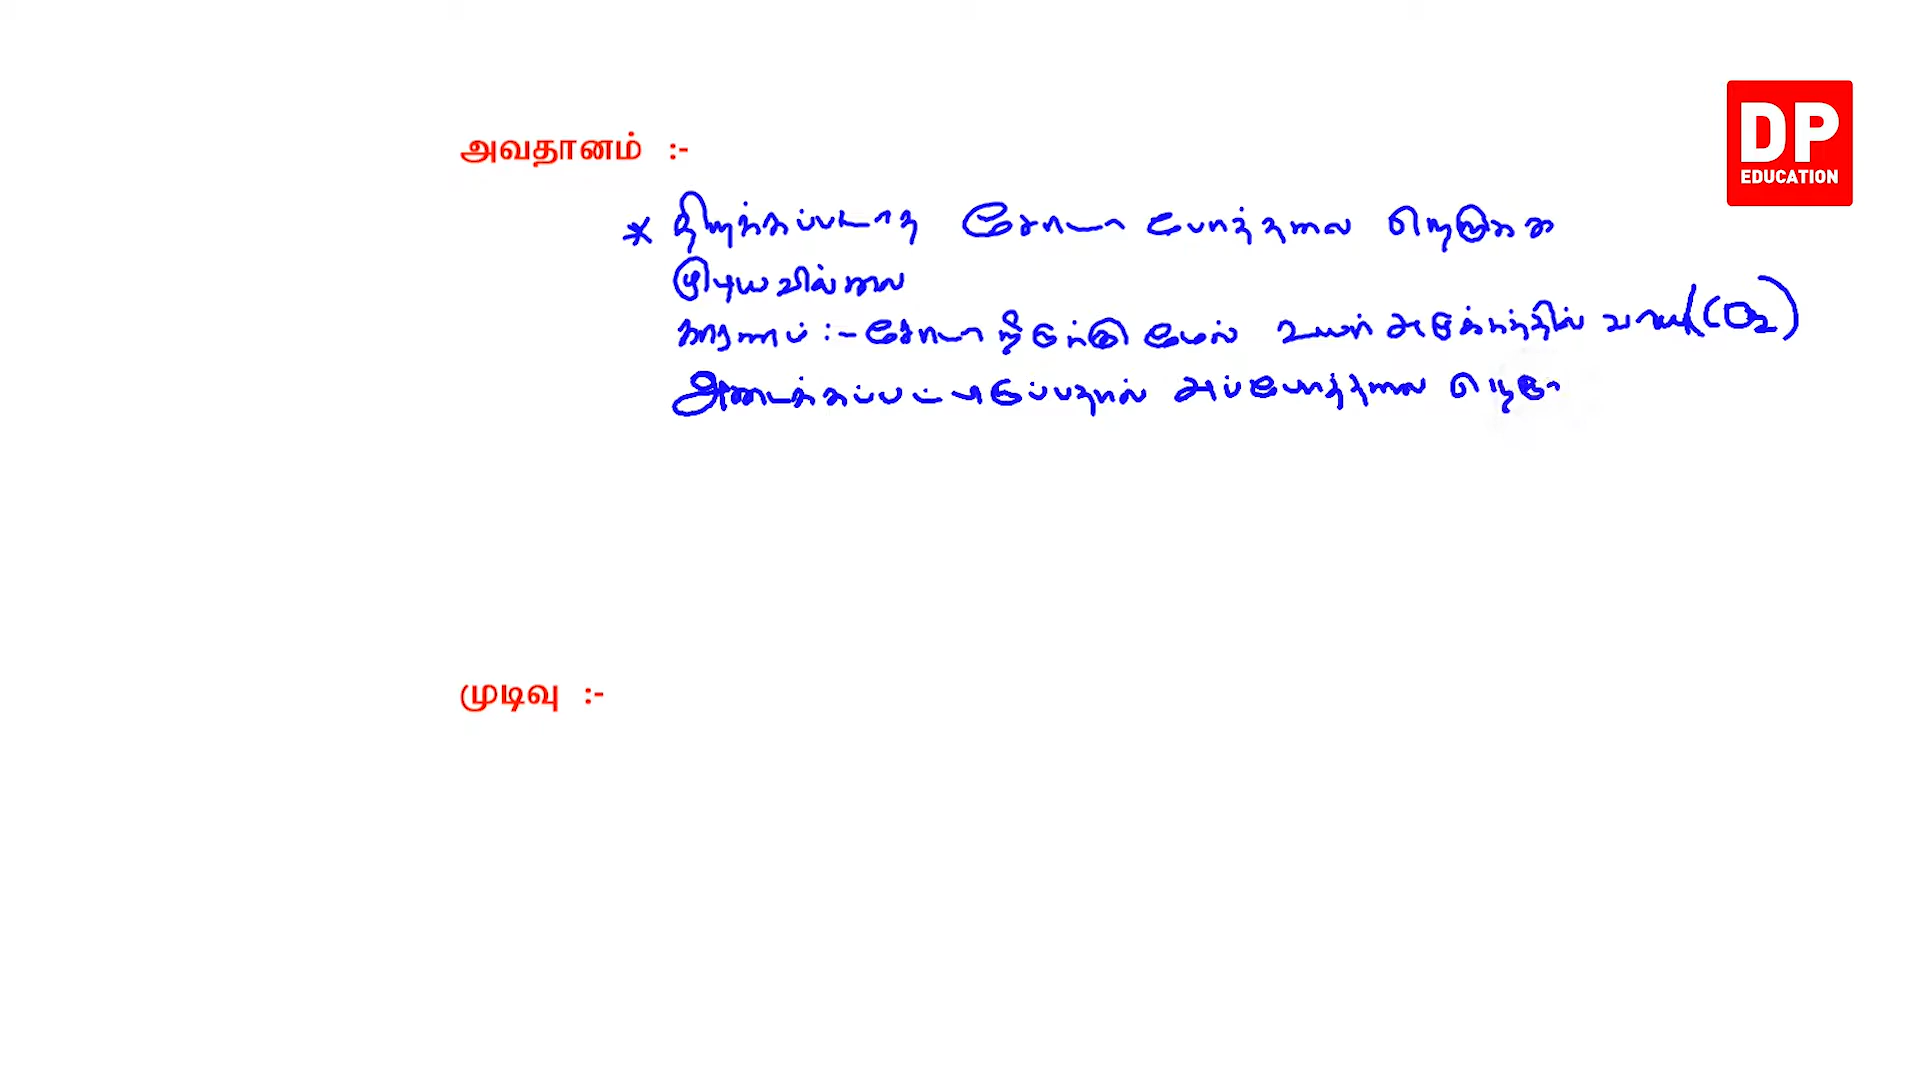 DP
EDUCATION
அவதானம் :-
* திறக்கப்படாத சோடா போத்தலை நெருக்க
முடியவில்லை
காரணம் :- சோடா நீருக்கு மேல் உயர் அமுக்கத்தில் வாயு
அடைக்கப்பட்டிருப்பதால் அப்போத்தலை
முடிவு :-